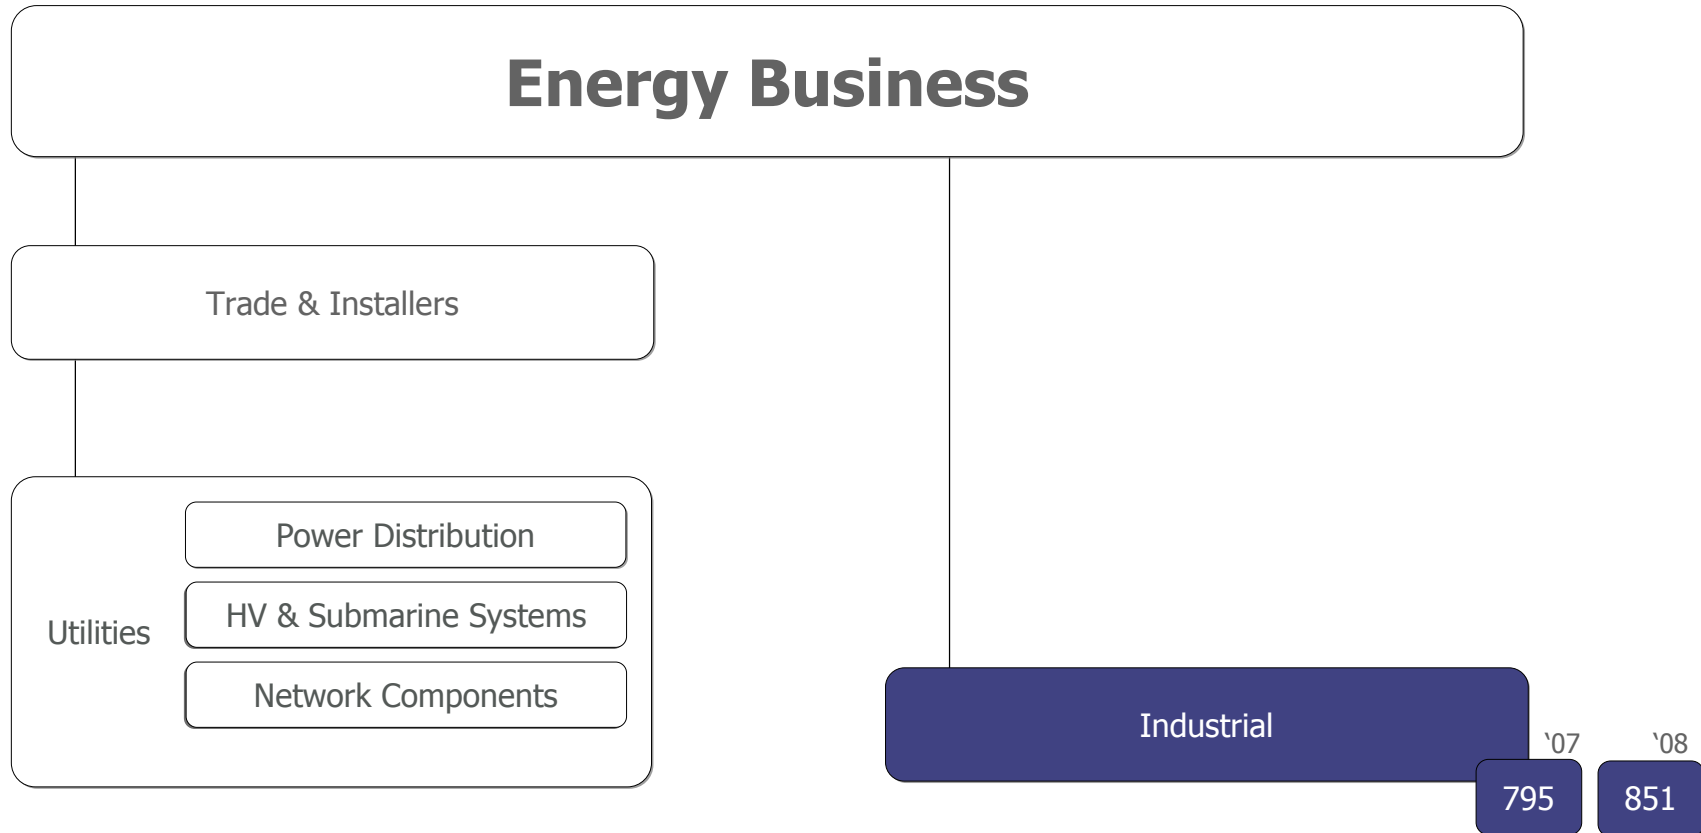 Energy Business
Trade & Installers
Utilities
Power Distribution
HV & Submarine Systems
Network Components
Industrial
‘07
‘08
795
851